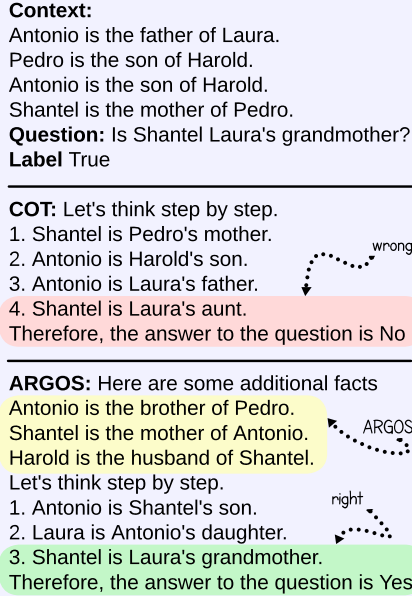 Context:
Antonio is the father of Laura.
Pedro is the son of Harold.
Antonio is the son of Harold.
Shantel is the mother of Pedro.
Question: Is Shantel Laura's grandmother?
Label True
COT: Let's think step by step.
1. Shantel is Pedro's mother.
2. Antonio is Harold's son.
3. Antonio is Laura's father.
wrong
4. Shantel is Laura's aunt.
Therefore, the answer to the question is No
ARGOS: Here are some additional facts
Antonio is the brother of Pedro.
Shantel is the mother of Antonio.
ARGOS
Harold is the husband of Shantel.
Let's think step by step.
1. Antonio is Shantel's son.
right
2. Laura is Antonio's daughter.
3. Shantel is Laura's grandmother.
Therefore, the answer to the question is Yes